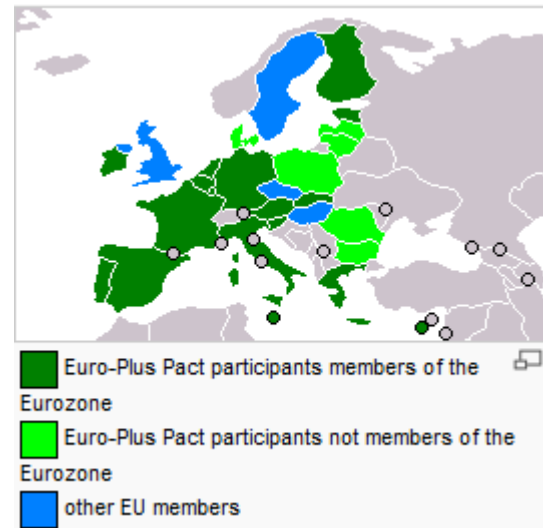 Euro-Plus Pact participants members of the
Eurozone
Euro-Plus Pact participants not members of the
Eurozone
other EU members